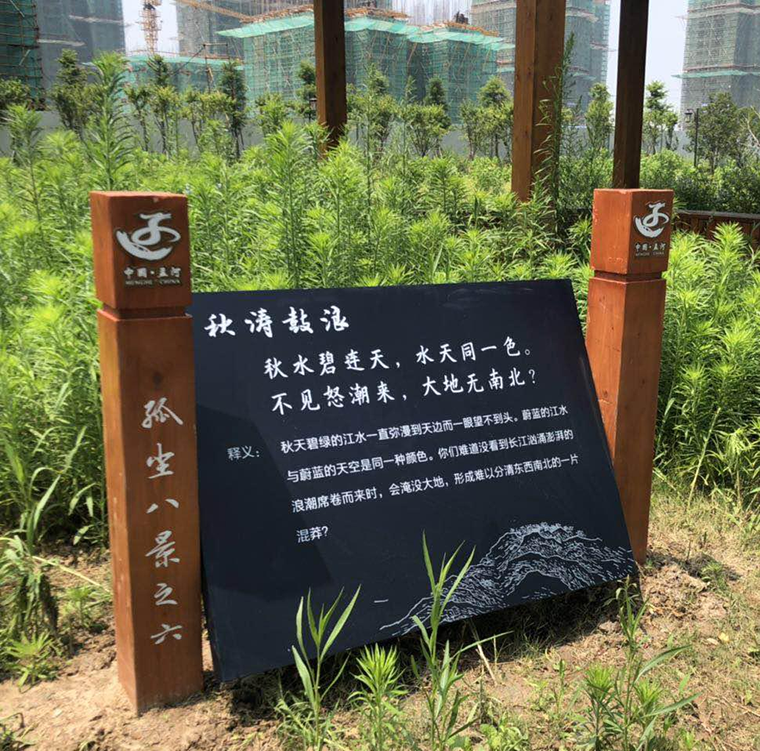 中国·孟河
MENGHE·CHINA
孤尘八景之六
秋涛鼓浪
秋水碧连天，水天同一色。
不见怒潮来，大地无南北？
释义：
秋天碧绿的江水一直弥漫到天边而一眼望不到头。蔚蓝的江水
与蔚蓝的天空是同一种颜色。你们难道没看到长江汹涌澎湃的
浪潮席卷而来时，会淹没大地，形成难以分清东西南北的一片
混莽？
中国·孟河
MENGHE·CHINA